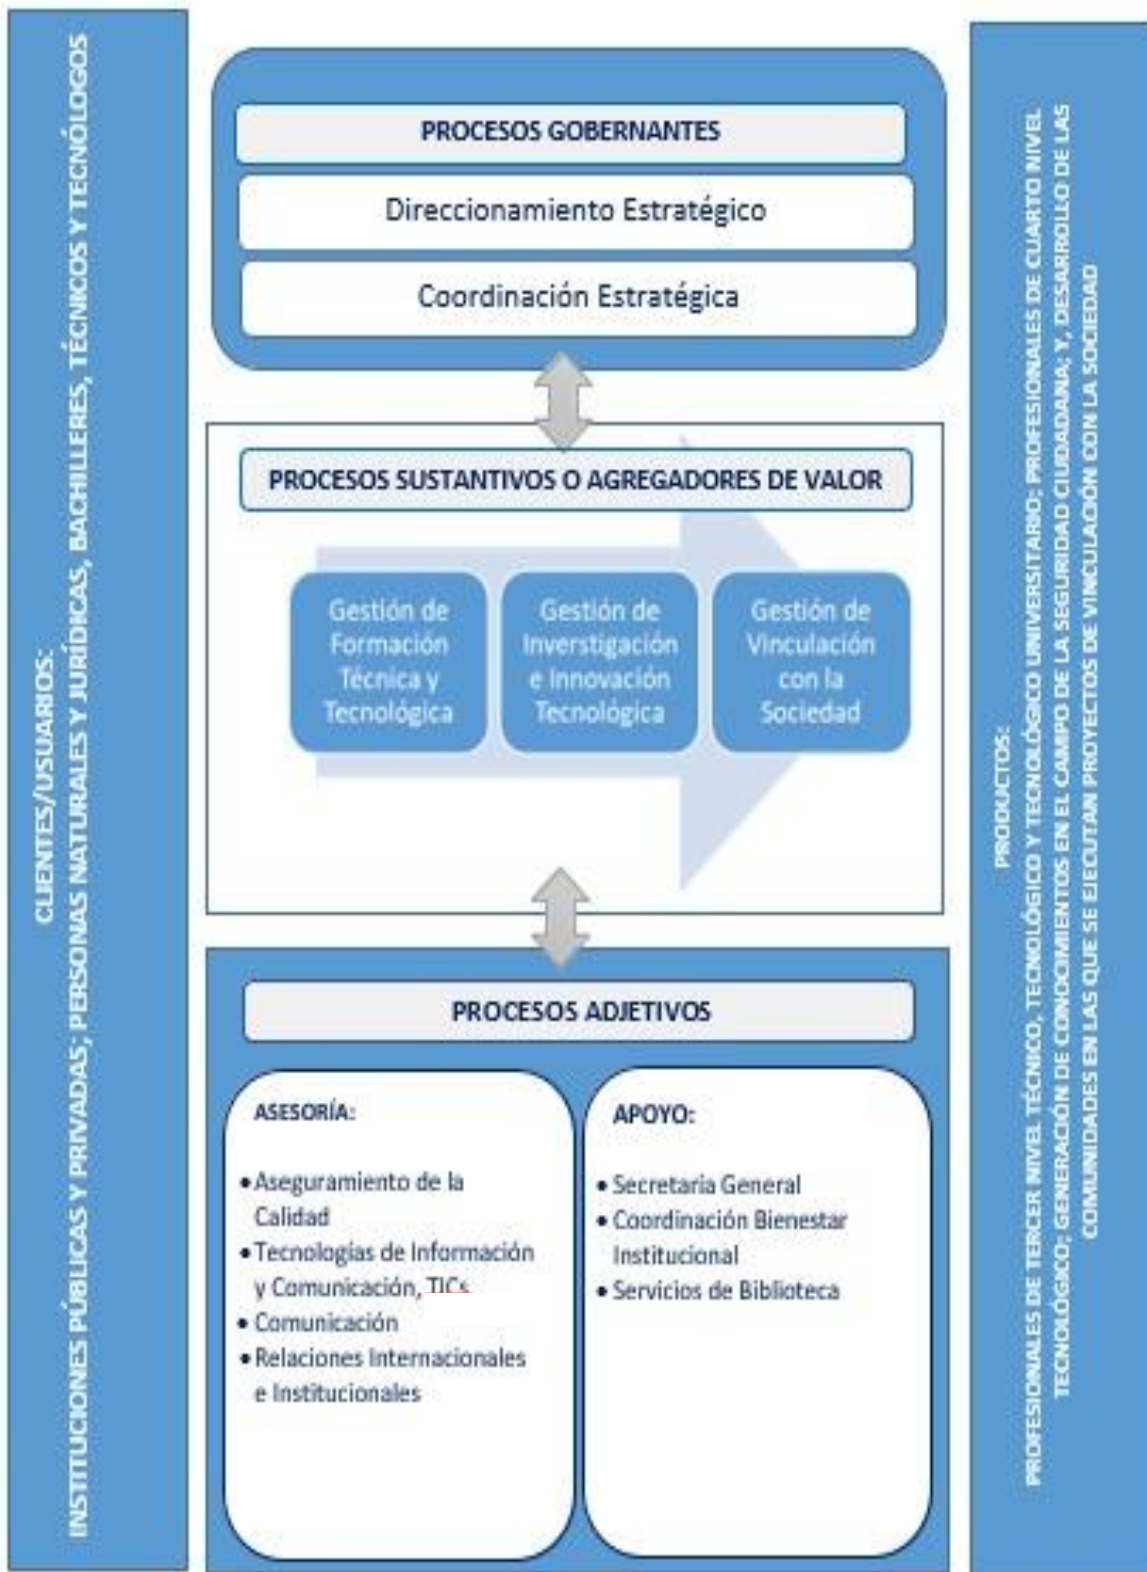 CLIENTES/USUARIOS:
INSTITUCIONES PÚBLICAS Y PRIVADAS; PERSONAS NATURALES Y JURÍDICAS, BACHILLERES, TÉCNICOS Y TECNÓLOGOS
PROCESOS GOBERNANTES
Direccionamiento Estratégico
Coordinación Estratégica
PROCESOS SUSTANTIVOS O AGREGADORES DE VALOR
Gestión de
Formación
Técnica y
Tecnológica
Gestión de
Inverstigación
e Innovación
Tecnológica
Gestión de
Vinculación
con la
Sociedad
PROCESOS ADJETIVOS
ASESORÍA:
• Aseguramiento de la
Calidad
• Tecnologías de Información
y Comunicación, TICs
• Comunicación
• Relaciones Internacionales
e Institucionales
APOYO:
• Secretaria General
• Coordinación Bienestar
Institucional
• Servicios de Biblioteca
PRODUCTOS:
PROFESIONALES DE TERCER NIVEL TÉCNICO, TECNOLÓGICO Y TECNOLÓGICO UNIVERSITARIO; PROFESIONALES DE CUARTO NIVEL
TECNOLÓGICO; GENERACIÓN DE CONOCIMIENTOS EN EL CAMPO DE LA SEGURIDAD CIUDADANA; Y, DESARROLLO DE LAS
COMUNIDADES EN LAS QUE SE EJECUTAN PROYECTOS DE VINCULACIÓN CON LA SOCIEDAD